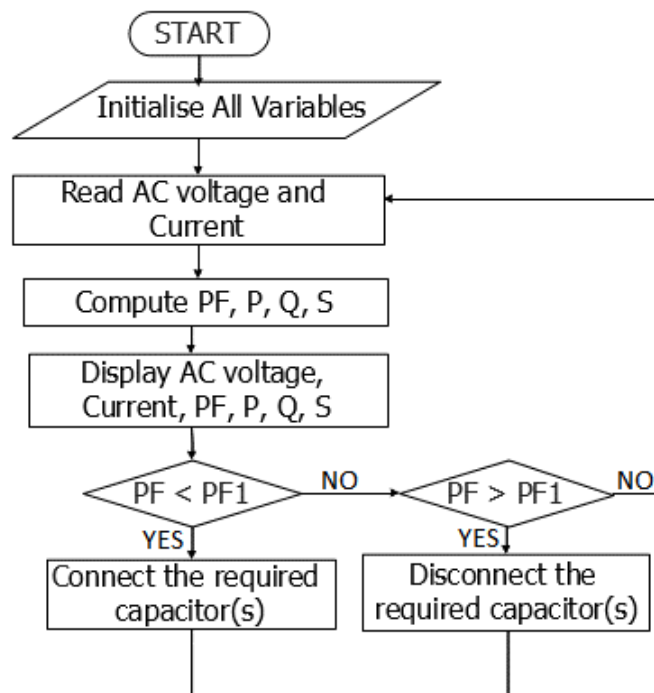 START
Initialise All Variables
Read AC voltage and
Current
Compute PF, P, Q, S
Display AC voltage,
Current, PF, P, Q, S
PF < PF1
NO
PF > PF1
NO
YES
YES
Connect the required
capacitor(s)
Disconnect the
required capacitor(s)